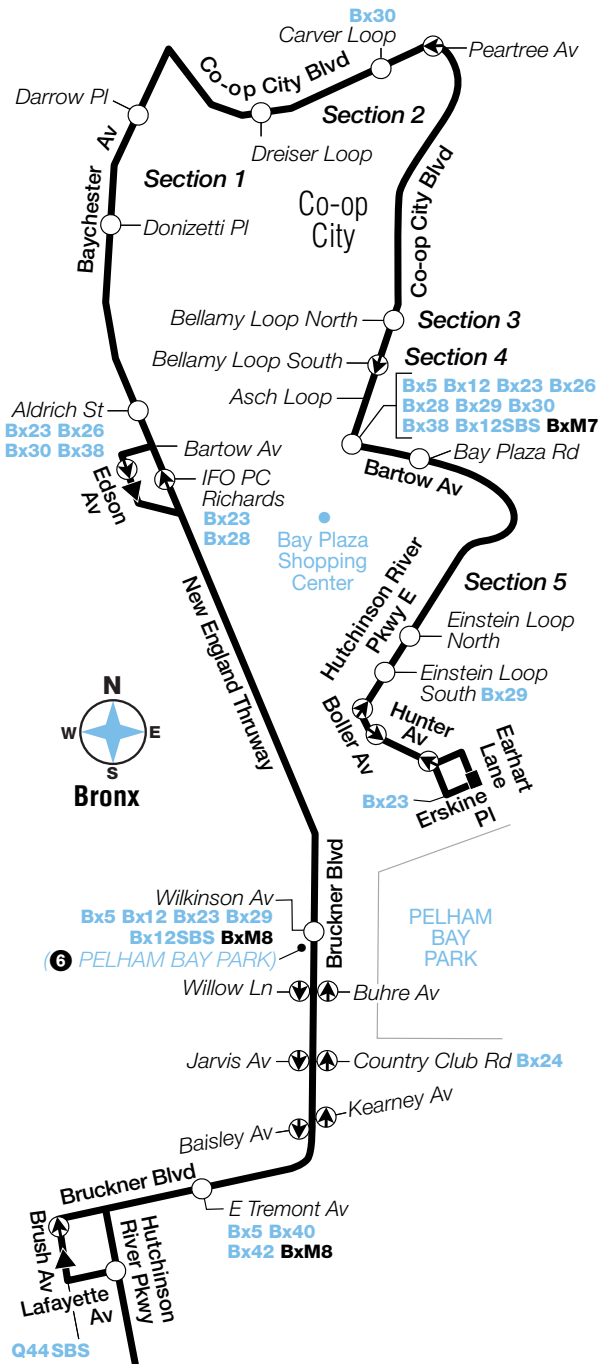 Bx30
Carver Loop
Peartree Av
Co-op City Blvd
Darrow Pl
Section 2
Dreiser Loop
Baychester Av
Section 1
Co-op
City
Co-op City Blvd
Donizetti Pl
Bellamy Loop North
Section 3
Bellamy Loop South
Section 4
Asch Loop
Bx5 Bx12 Bx23 Bx26
Bx28 Bx29 Bx30
Bx38 Bx12SBS BxM7
Aldrich St
Bx23 Bx26
Bx30 Bx38
Bartow Av
Bay Plaza Rd
Bartow Av
Edson
Av
IFO PC
Richards
Bx23
Bx28
Bay Plaza
Shopping
Center
New England Thruway
Hutchinson River
Pkwy E
Section 5
Einstein Loop
North
Einstein Loop
South Bx29
Boller Av
Hunter
Av
Earhart
Lane
Bx23
Erskine
Pl
N
W
E
S
Bronx
Wilkinson Av
Bx5 Bx12 Bx23 Bx29
Bx12SBS BxM8
(6 PELHAM BAY PARK)
Bruckner Blvd
PELHAM
BAY
PARK
Willow Ln
Buhre Av
Jarvis Av
Country Club Rd Bx24
Kearney Av
Baisley Av
Bruckner Blvd
E Tremont Av
Bx5 Bx40
Bx42 BxM8
Brush Av
Hutchinson
River Pkwy
Lafayette
Av
Q44SBS